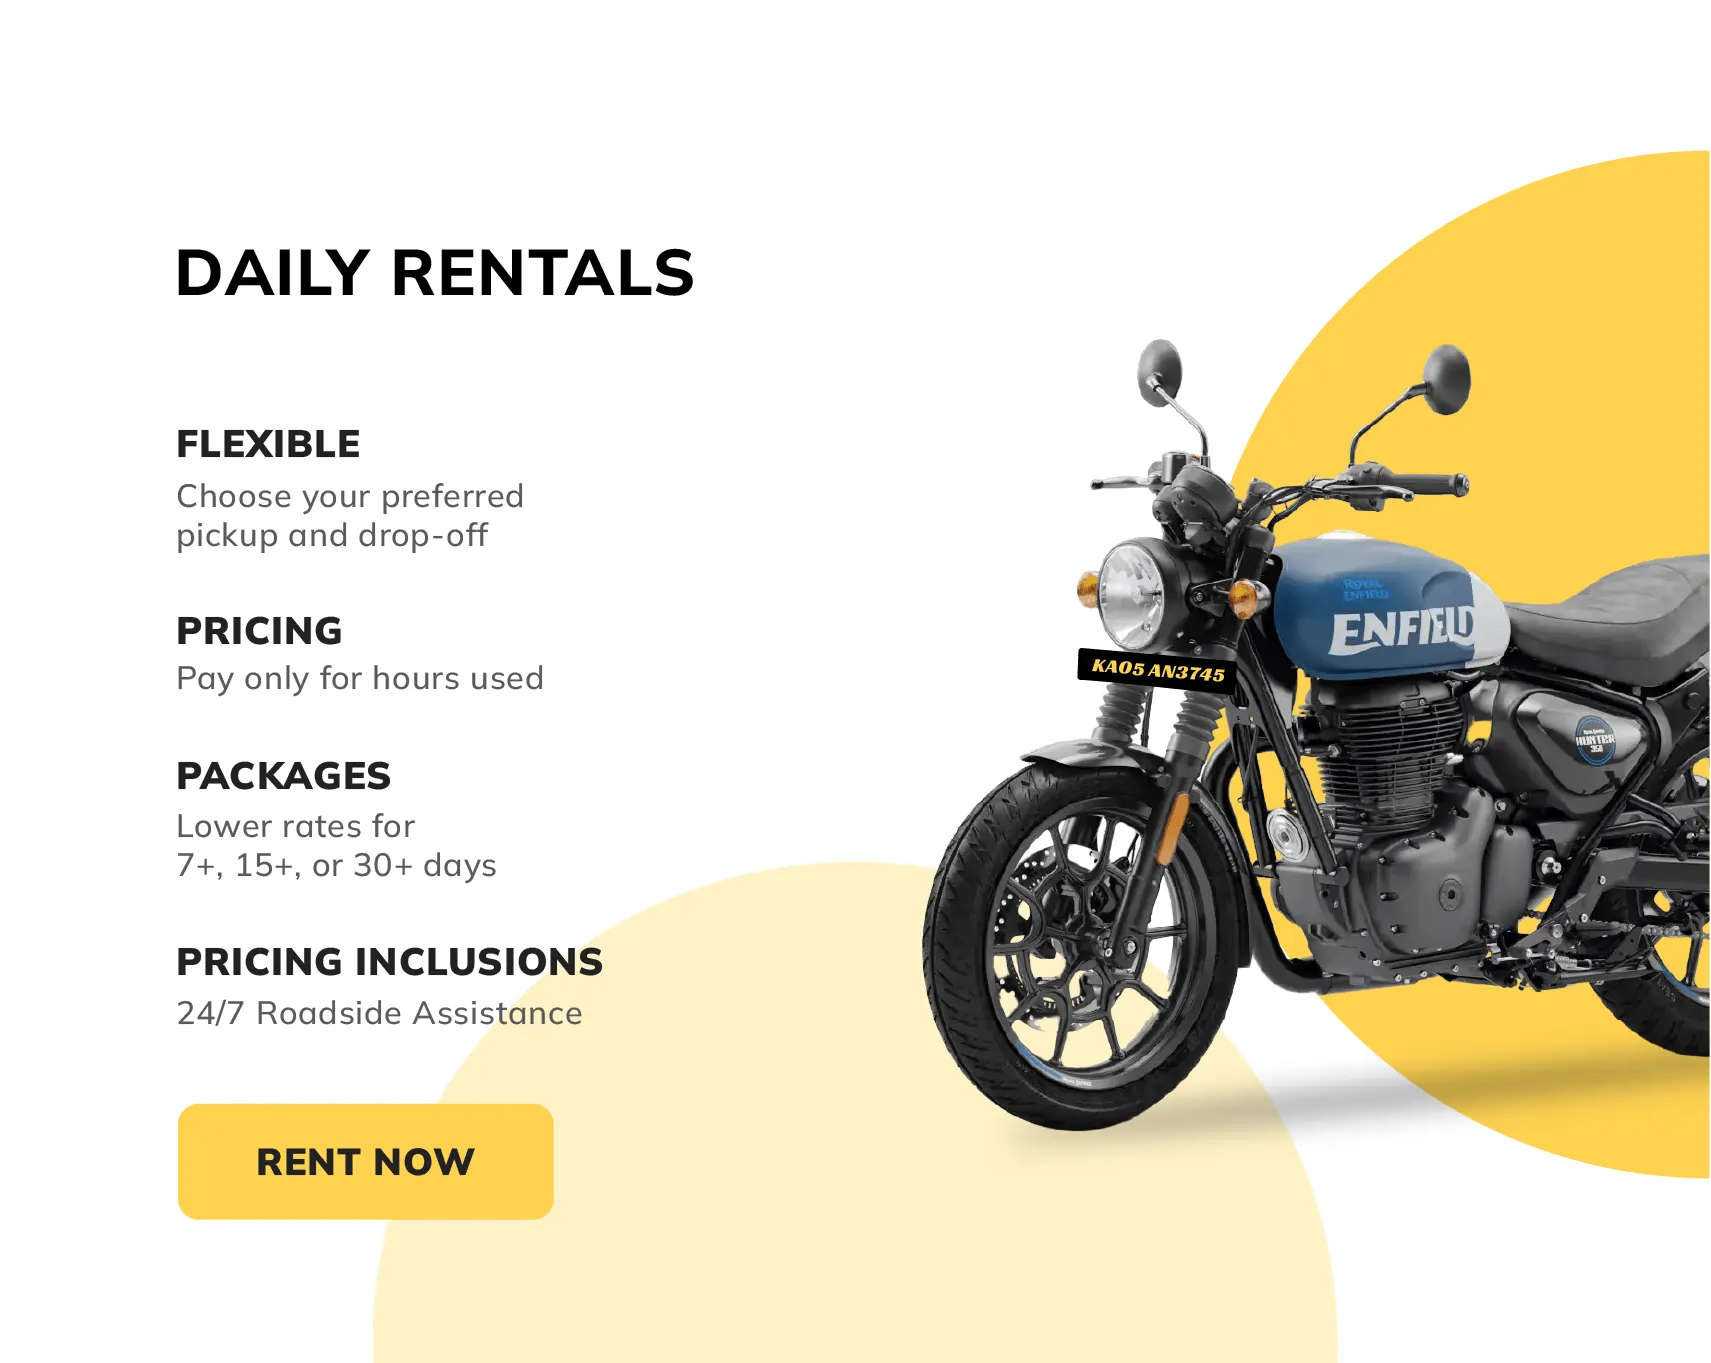 DAILY RENTALS
FLEXIBLE
Choose your preferred
pickup and drop-off
PRICING
Pay only for hours used
PACKAGES
Lower rates for
7+, 15+, or 30+ days
PRICING INCLUSIONS
24/7 Roadside Assistance
RENT NOW
ROYAL
ENFIELD
ENFIELD
KA05 AN3745
HUNTER
350